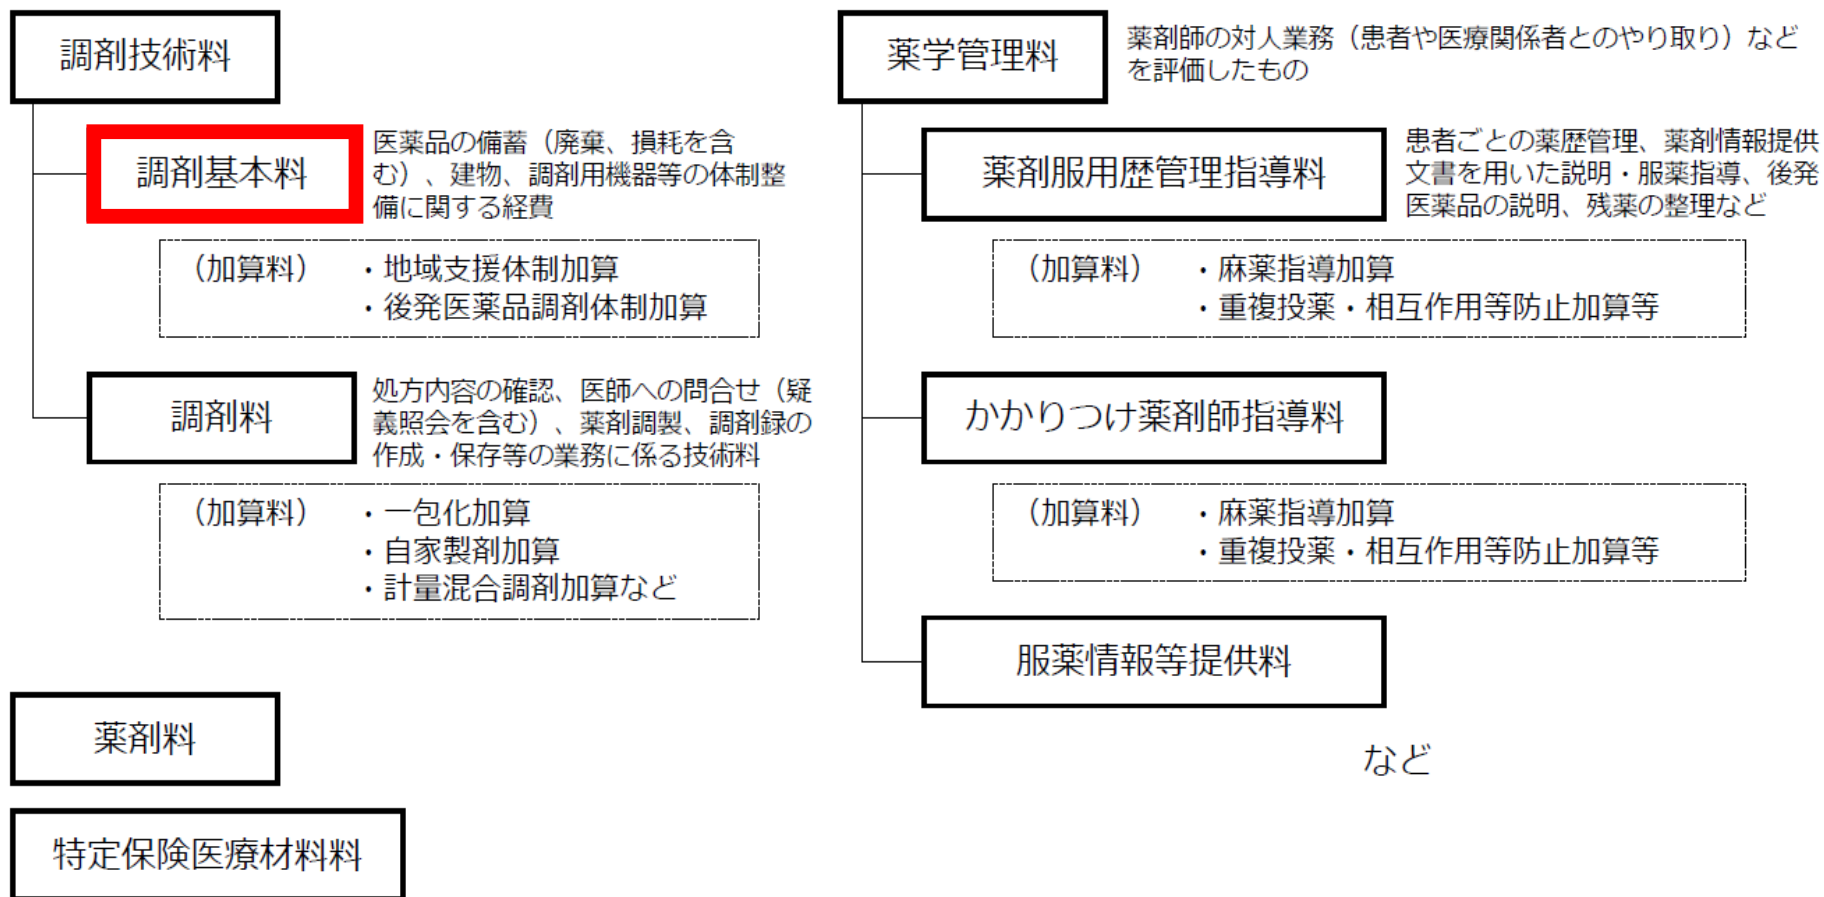 調剤技術料
調剤基本料
医薬品の備蓄（廃棄、損耗を含
む）、建物、調剤用機器等の体制整
備に関する経費
（加算料）　・地域支援体制加算
・後発医薬品調剤体制加算
調剤料
処方内容の確認、医師への問合せ（疑
義照会を含む）、薬剤調製、調剤録の
作成・保存等の業務に係る技術料
（加算料）　・一包化加算
・自家製剤加算
・計量混合調剤加算など
薬剤料
特定保険医療材料料
薬学管理料
薬剤師の対人業務（患者や医療関係者とのやり取り）など
を評価したもの
薬剤服用歴管理指導料
患者ごとの薬歴管理、薬剤情報提供
文書を用いた説明・服薬指導、後発
医薬品の説明、残薬の整理など
（加算料）　・麻薬指導加算
・重複投薬・相互作用等防止加算等
かかりつけ薬剤師指導料
（加算料）　・麻薬指導加算
・重複投薬・相互作用等防止加算等
服薬情報等提供料
など